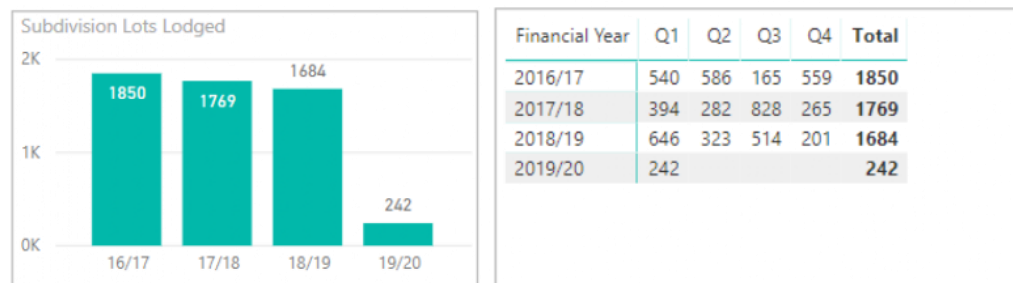 Subdivision Lots Lodged
2K
1850
1769
1684
1K
242
0K
16/17 17/18 18/19 19/20
Financial Year Q1 Q2 Q3 Q4 Total
2016/17 540 586 165 559 1850
2017/18 394 282 828 265 1769
2018/19 646 323 514 201 1684
2019/20 242 242